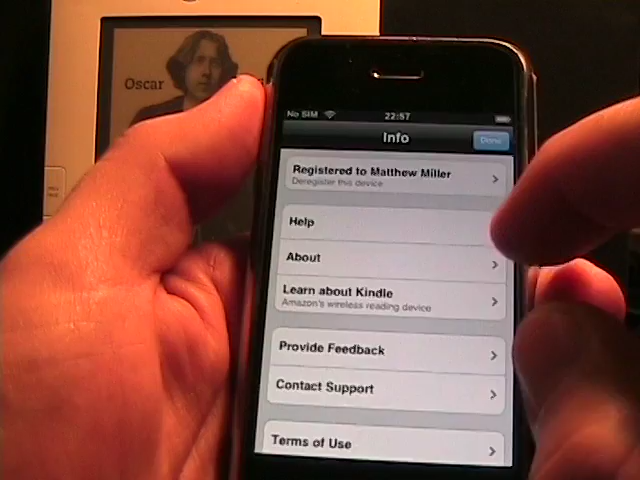 Oscar
No SIM 22:57
Info
Done
Registered to Matthew Miller
Deregister this device
Help
About
Learn about Kindle
Amazon's wireless reading device
Provide Feedback
Contact Support
Terms of Use